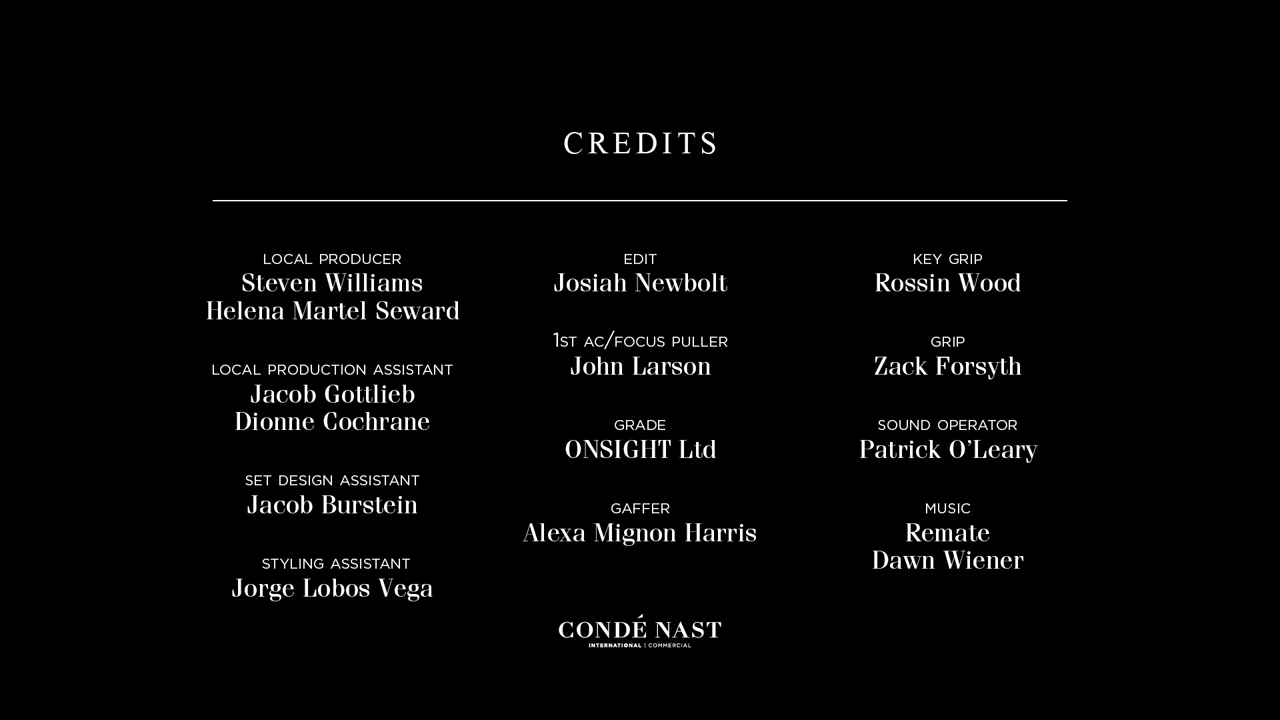 CREDITS
LOCAL PRODUCER
Steven Williams
Helena Martel Seward
LOCAL PRODUCTION ASSISTANT
Jacob Gottlieb
Dionne Cochrane
SET DESIGN ASSISTANT
Jacob Burstein
STYLING ASSISTANT
Jorge Lobos Vega
EDIT
Josiah Newbolt
1ST AC/FOCUS PULLER
John Larson
GRADE
ONSIGHT Ltd
GAFFER
Alexa Mignon Harris
KEY GRIP
Rossin Wood
GRIP
Zack Forsyth
SOUND OPERATOR
Patrick O’Leary
MUSIC
Remate
Dawn Wiener
CONDÉ NAST
INTERNATIONAL | COMMERCIAL